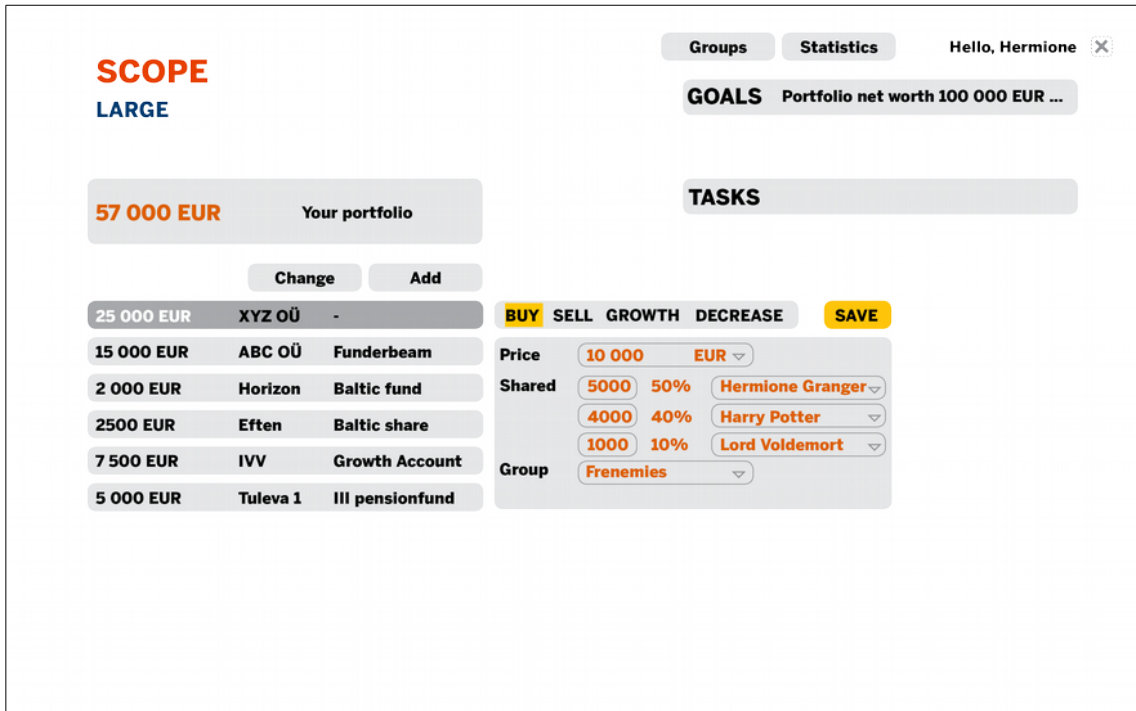 Groups Statistics Hello, Hermione
SCOPE
LARGE
GOALS Portfolio net worth 100 000 EUR ...
TASKS
57 000 EUR Your portfolio
Change Add
25 000 EUR XYZ OÜ -
15 000 EUR ABC OÜ Funderbeam
2 000 EUR Horizon Baltic fund
2500 EUR Eften Baltic share
7 500 EUR IVV Growth Account
5 000 EUR Tuleva 1 III pensionfund
BUY SELL GROWTH DECREASE SAVE
Price 10 000 EUR
Shared 5000 50% Hermione Granger
4000 40% Harry Potter
1000 10% Lord Voldemort
Group Frenemies